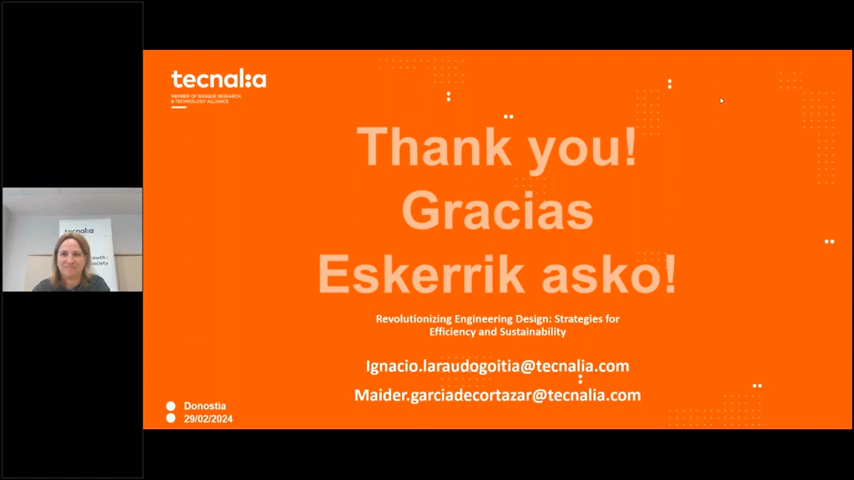 tecnalia
MEMBER OF BASQUE RESEARCH
& TECHNOLOGY ALLIANCE
Thank you!
Gracias
Eskerrik asko!
Revolutionizing Engineering Design: Strategies for
Efficiency and Sustainability
Ignacio.laraudogoitia@tecnalia.com
Maider.garciadecortazar@tecnalia.com
Donostia
29/02/2024
tecnalia